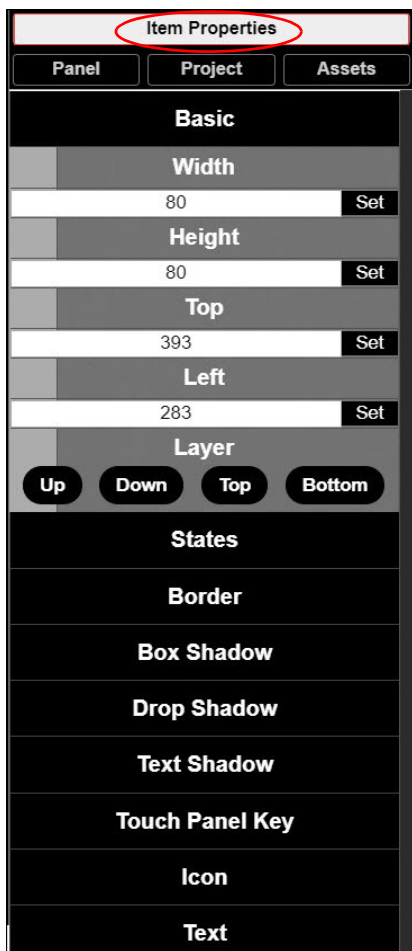 Item Properties
Panel Project Assets
Basic
Width
80 Set
Height
80 Set
Top
393 Set
Left
283 Set
Layer
Up Down Top Bottom
States
Border
Box Shadow
Drop Shadow
Text Shadow
Touch Panel Key
Icon
Text